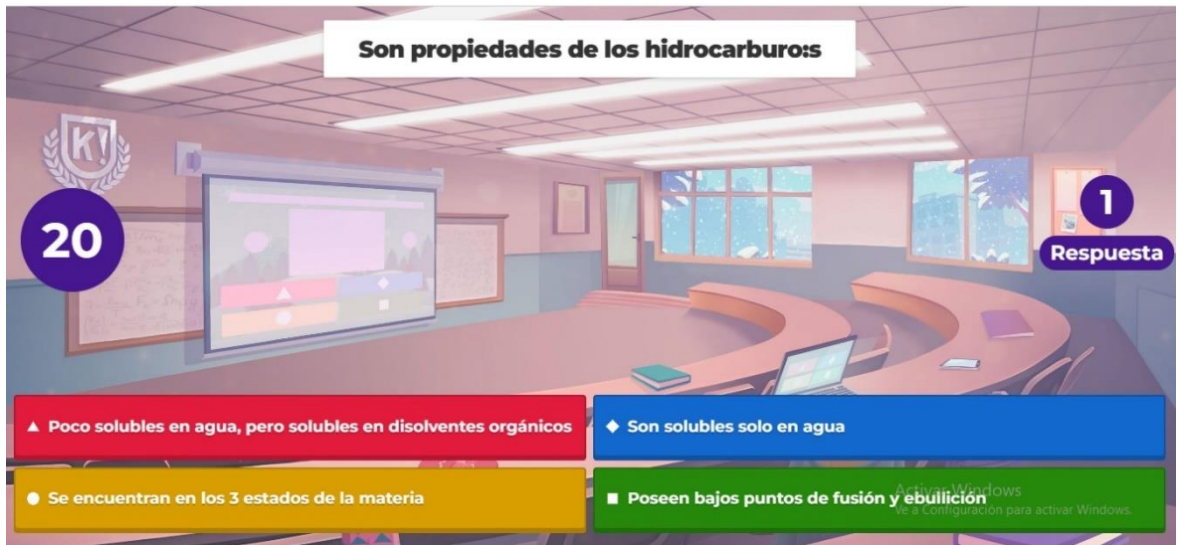 Son propiedades de los hidrocarburo:s
K!
20
1
Respuesta
▲ Poco solubles en agua, pero solubles en disolventes orgánicos
◆ Son solubles solo en agua
● Se encuentran en los 3 estados de la materia
■ Poseen bajos puntos de fusión y ebullición
Activar Windows
Ve a Configuración para activar Windows.